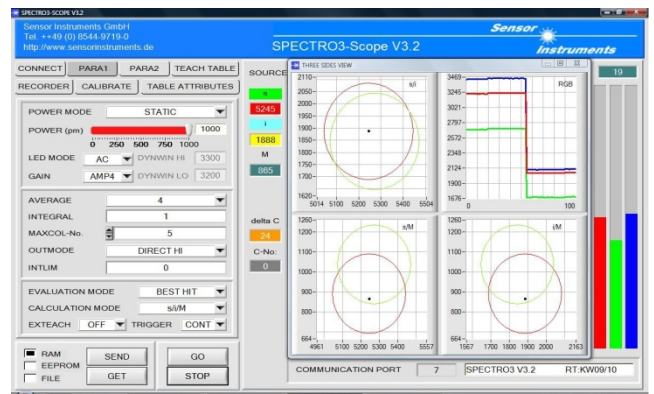 SPECTRO3-SCOPE V3.2
Sensor Instruments GmbH
Tel. ++49 (0) 8544-9719-0
http://www.sensorinstruments.de
SPECTRO3-Scope V3.2
Sensor Instruments
CONNECT PARA1 PARA2 TEACH TABLE
RECORDER CALIBRATE TABLE ATTRIBUTES
POWER MODE STATIC
POWER (pm) 1000
0 250 500 750 1000
LED MODE AC DYNWIN HI 3300
GAIN AMP4 DYNWIN LO 3200
AVERAGE 4
INTEGRAL 1
MAXCOL-No. 5
OUTMODE DIRECT HI
INTLIM 0
EVALUATION MODE BEST HIT
CALCULATION MODE s/i/M
EXTEACH OFF TRIGGER CONT
RAM
EEPROM
FILE
SEND GO
GET STOP
SOURCE
s
5245
i
1888
M
865
delta C
24
C-No:
0
THREE SIDES VIEW
19
s/i
2110-
2050-
2000-
1950-
1900-
1850-
1800-
1750-
1700-
1620-
5014 5100 5200 5300 5404 5504
RGB
3469-
3245-
3021-
2797-
2572-
2348-
2124-
1900-
1676-
0 100
s/M
1260-
1200-
1100-
1000-
900-
800-
664-
4961 5100 5200 5300 5400 5557
i/M
1260-
1200-
1100-
1000-
900-
800-
664-
1567 1700 1800 1900 2000 2163
COMMUNICATION PORT 7 SPECTRO3 V3.2 RT:KW09/10